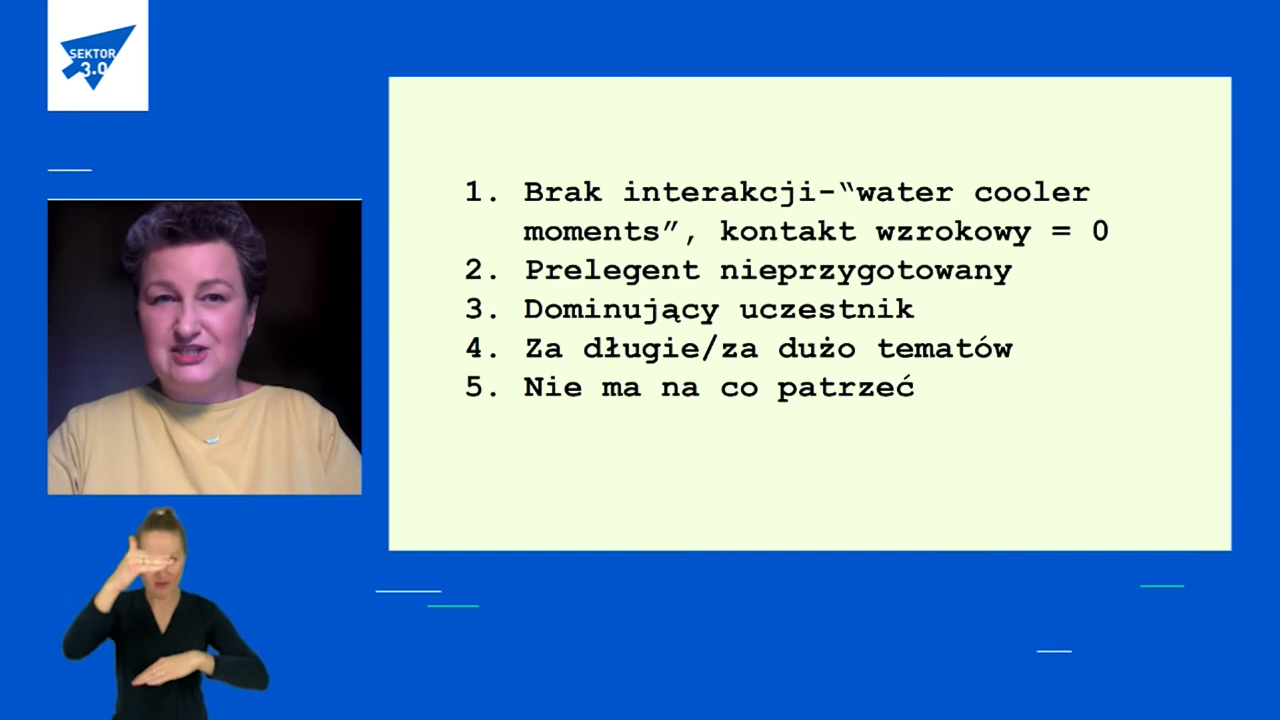 SEKTOR
3.0
1. Brak interakcji-“water cooler
moments”, kontakt wzrokowy = 0
2. Prelegent nieprzygotowany
3. Dominujący uczestnik
4. Za długie/za dużo tematów
5. Nie ma na co patrzeć